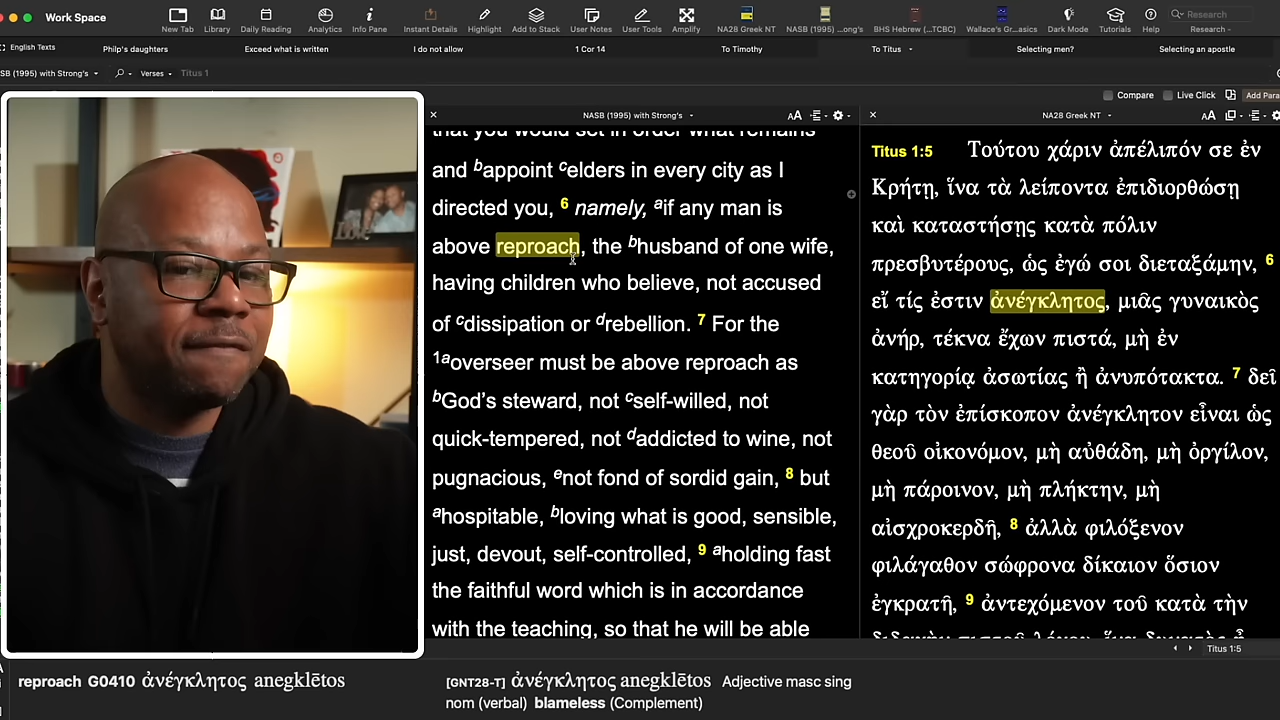 Work Space
New Tab
Library
Daily Reading
Analytics
Info Pane
Instant Details
Highlight
Add to Stack
User Notes
User Tools
Amplify
NA28 Greek NT
NASB (1995) ...ong's
BHS Hebrew (...TCBC)
Wallace's Gr...asics
Dark Mode
Tutorials
Help
Research
Research
English Texts
Philp's daughters
Exceed what is written
I do not allow
1 Cor 14
To Timothy
To Titus
Selecting men?
Selecting an apostle
SB (1995) with Strong's
Verses
Titus 1
Compare
Live Click
Add Para
NASB (1995) with Strong's
that you would set in order what remains
and bappoint celders in every city as I
directed you, 6 namely, aif any man is
above reproach, the bhusband of one wife,
having children who believe, not accused
of cdissipation or drebellion. 7 For the
1aoverseer must be above reproach as
bGod's steward, not cself-willed, not
quick-tempered, not daddicted to wine, not
pugnacious, enot fond of sordid gain, 8 but
ahospitable, bloving what is good, sensible,
just, devout, self-controlled, 9 aholding fast
the faithful word which is in accordance
with the teaching, so that he will be able
NA28 Greek NT
Titus 1:5 Τούτου χάριν ἀπέλιπόν σε ἐν
Κρήτῃ, ἵνα τὰ λείποντα ἐπιδιορθώσῃ
καὶ καταστήσῃς κατὰ πόλιν
πρεσβυτέρους, ὡς ἐγώ σοι διεταξάμην, 6
εἴ τίς ἐστιν ἀνέγκλητος, μιᾶς γυναικὸς
ἀνήρ, τέκνα ἔχων πιστά, μὴ ἐν
κατηγορίᾳ ἀσωτίας ἢ ἀνυπότακτα. 7 δεῖ
γὰρ τὸν ἐπίσκοπον ἀνέγκλητον εἶναι ὡς
θεοῦ οἰκονόμον, μὴ αὐθάδη, μὴ ὀργίλον,
μὴ πάροινον, μὴ πλήκτην, μὴ
αἰσχροκερδῆ, 8 ἀλλὰ φιλόξενον
φιλάγαθον σώφρονα δίκαιον ὅσιον
ἐγκρατῆ, 9 ἀντεχόμενον τοῦ κατὰ τὴν
Titus 1:5
reproach G0410 ἀνέγκλητος anegklētos
[GNT28-T] ἀνέγκλητος anegklētos Adjective masc sing
nom (verbal) blameless (Complement)